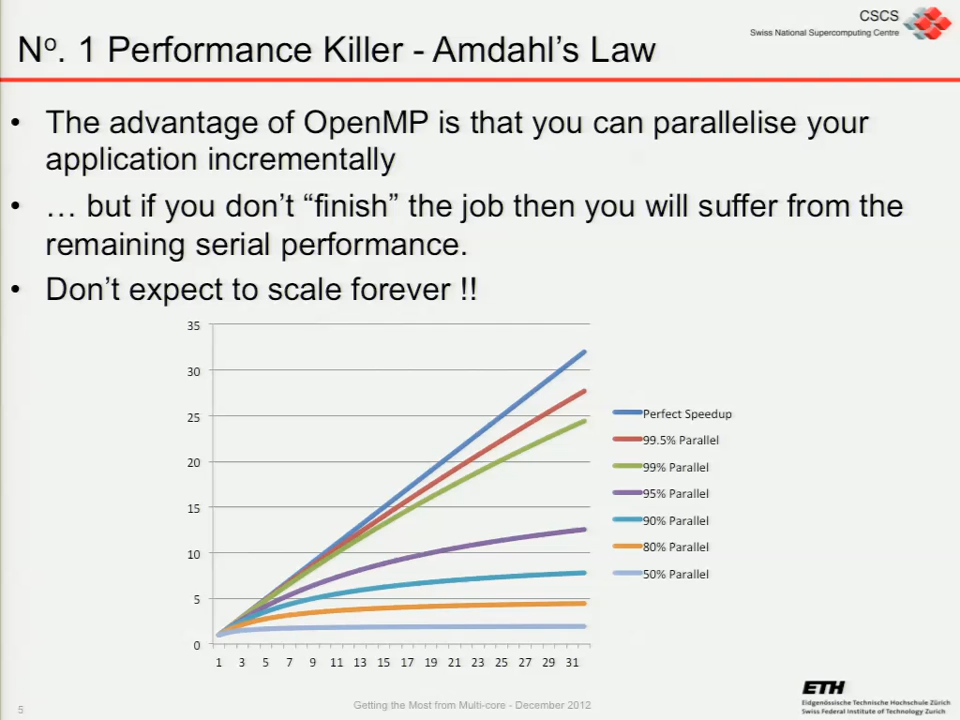 CSCS
Swiss National Supercomputing Centre
Nº. 1 Performance Killer - Amdahl’s Law
• The advantage of OpenMP is that you can parallelise your
application incrementally
• … but if you don’t “finish” the job then you will suffer from the
remaining serial performance.
• Don’t expect to scale forever !!
35
30
25
20
15
10
5
0
1 3 5 7 9 11 13 15 17 19 21 23 25 27 29 31
Perfect Speedup
99.5% Parallel
99% Parallel
95% Parallel
90% Parallel
80% Parallel
50% Parallel
5
Getting the Most from Multi-core - December 2012
ETH
Eidgenössische Technische Hochschule Zürich
Swiss Federal Institute of Technology Zurich